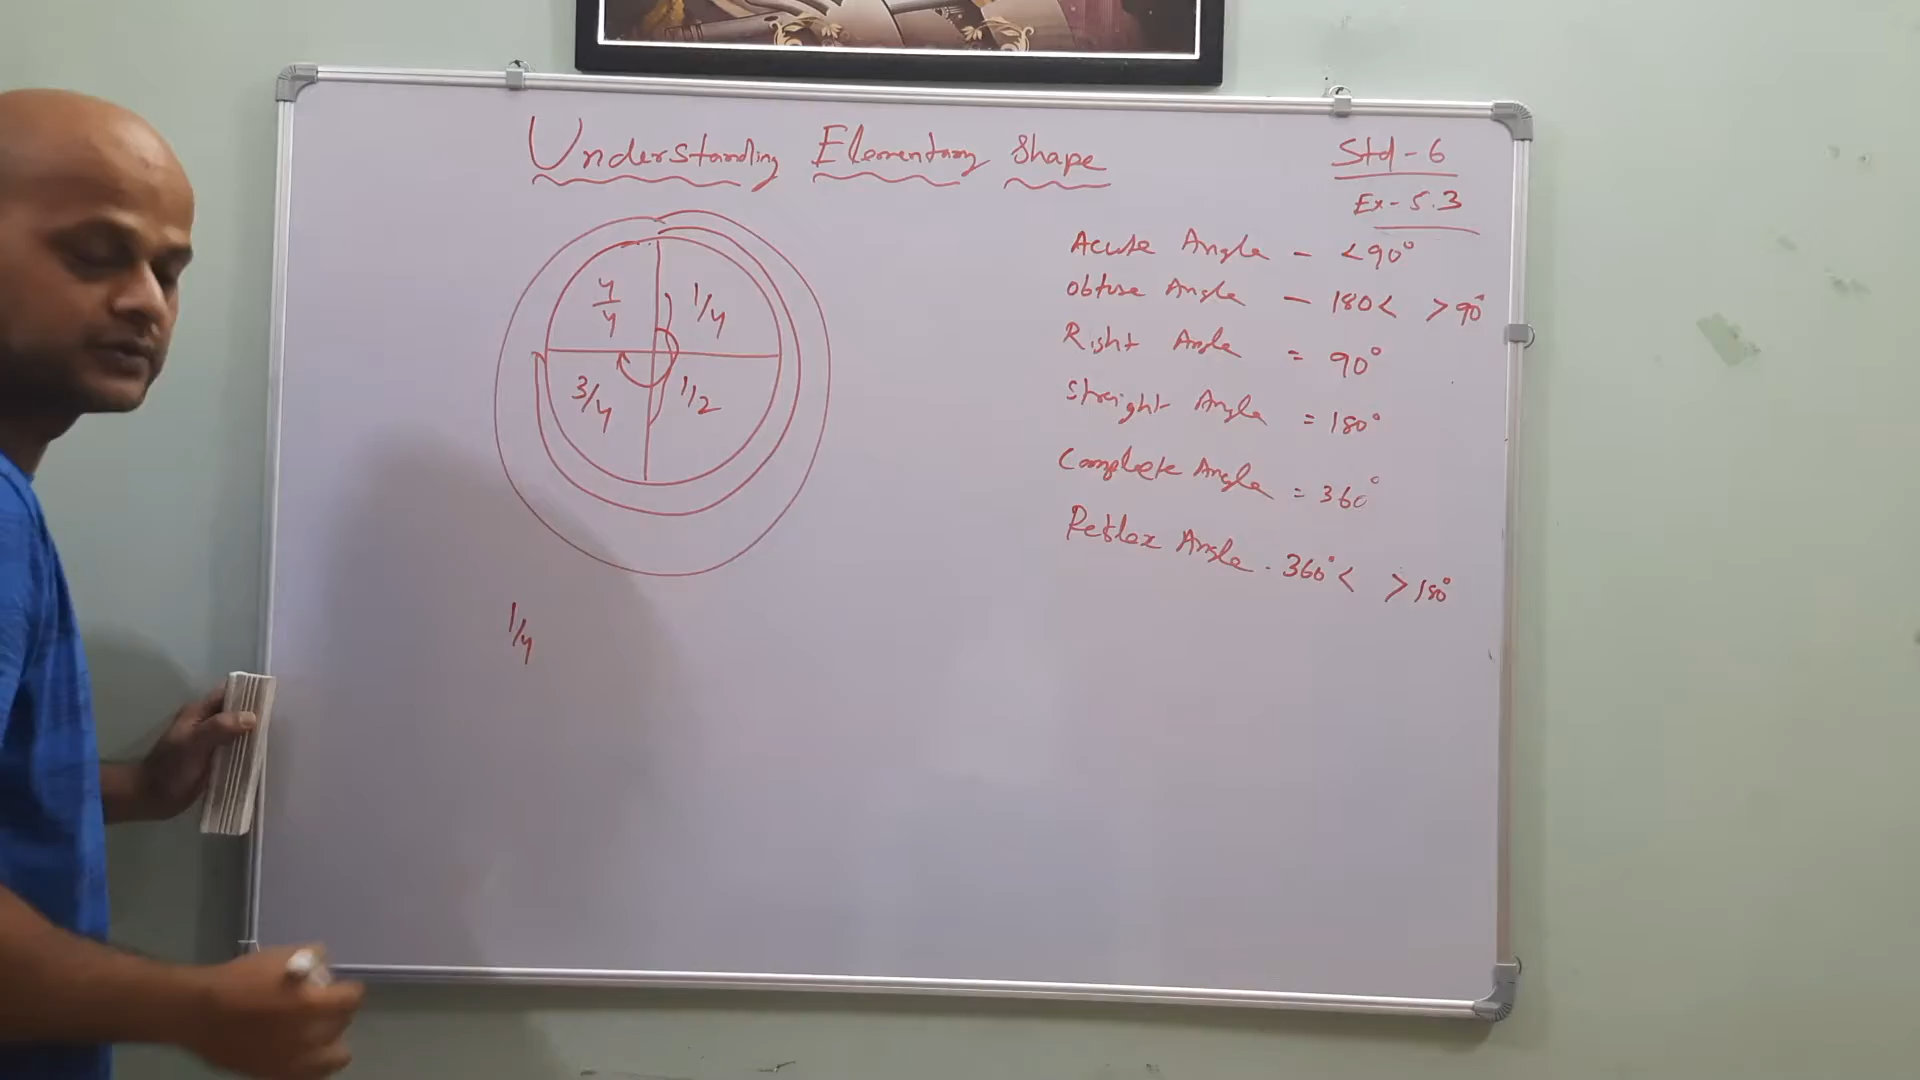 Understanding Elementary Shape
Std - 6
Ex - 5.3
Acute Angle - <90°
Obtuse Angle - 180< >90°
Right Angle = 90°
Streight Angle = 180°
Complete Angle = 360°
Reflex Angle . 360°< >180°
4/4 1/4
3/4 1/2
1/4